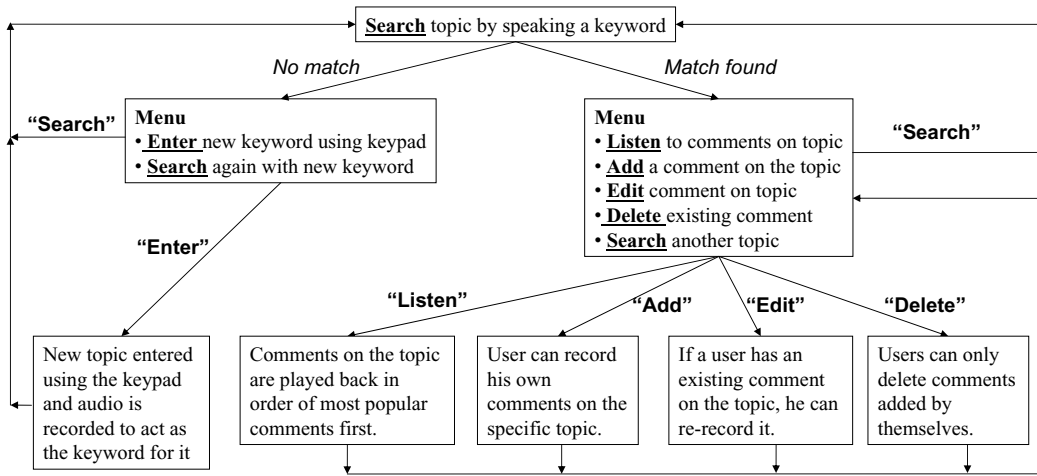 Search topic by speaking a keyword
No match
Match found
“Search”
Menu
• Enter new keyword using keypad
• Search again with new keyword
Menu
• Listen to comments on topic
• Add a comment on the topic
• Edit comment on topic
• Delete existing comment
• Search another topic
“Search”
“Enter”
“Listen”
“Add”
“Edit”
“Delete”
New topic entered
using the keypad
and audio is
recorded to act as
the keyword for it
Comments on the topic
are played back in
order of most popular
comments first.
User can record
his own
comments on the
specific topic.
If a user has an
existing comment
on the topic, he can
re-record it.
Users can only
delete comments
added by
themselves.